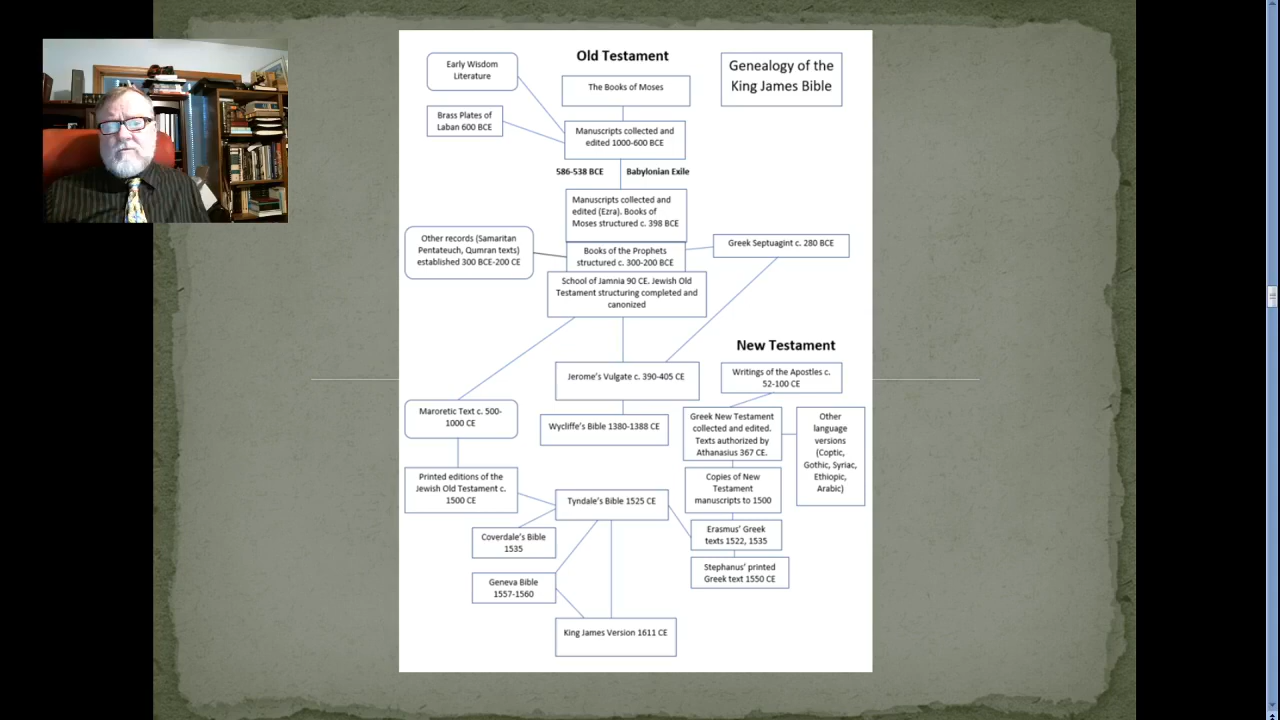 Old Testament
Genealogy of the
King James Bible
Early Wisdom
Literature
The Books of Moses
Brass Plates of
Laban 600 BCE
Manuscripts collected and
edited 1000-600 BCE
586-538 BCE
Babylonian Exile
Manuscripts collected and
edited (Ezra). Books of
Moses structured c. 398 BCE
Other records (Samaritan
Pentateuch, Qumran texts)
established 300 BCE-200 CE
Books of the Prophets
structured c. 300-200 BCE
Greek Septuagint c. 280 BCE
School of Jamnia 90 CE. Jewish Old
Testament structuring completed and
canonized
New Testament
Jerome's Vulgate c. 390-405 CE
Writings of the Apostles c.
52-100 CE
Maroretic Text c. 500-
1000 CE
Wycliffe's Bible 1380-1388 CE
Greek New Testament
collected and edited.
Texts authorized by
Athanasius 367 CE.
Other
language
versions
(Coptic,
Gothic, Syriac,
Ethiopic,
Arabic)
Printed editions of the
Jewish Old Testament c.
1500 CE
Tyndale's Bible 1525 CE
Copies of New
Testament
manuscripts to 1500
Coverdale's Bible
1535
Erasmus' Greek
texts 1522, 1535
Geneva Bible
1557-1560
Stephanus' printed
Greek text 1550 CE
King James Version 1611 CE